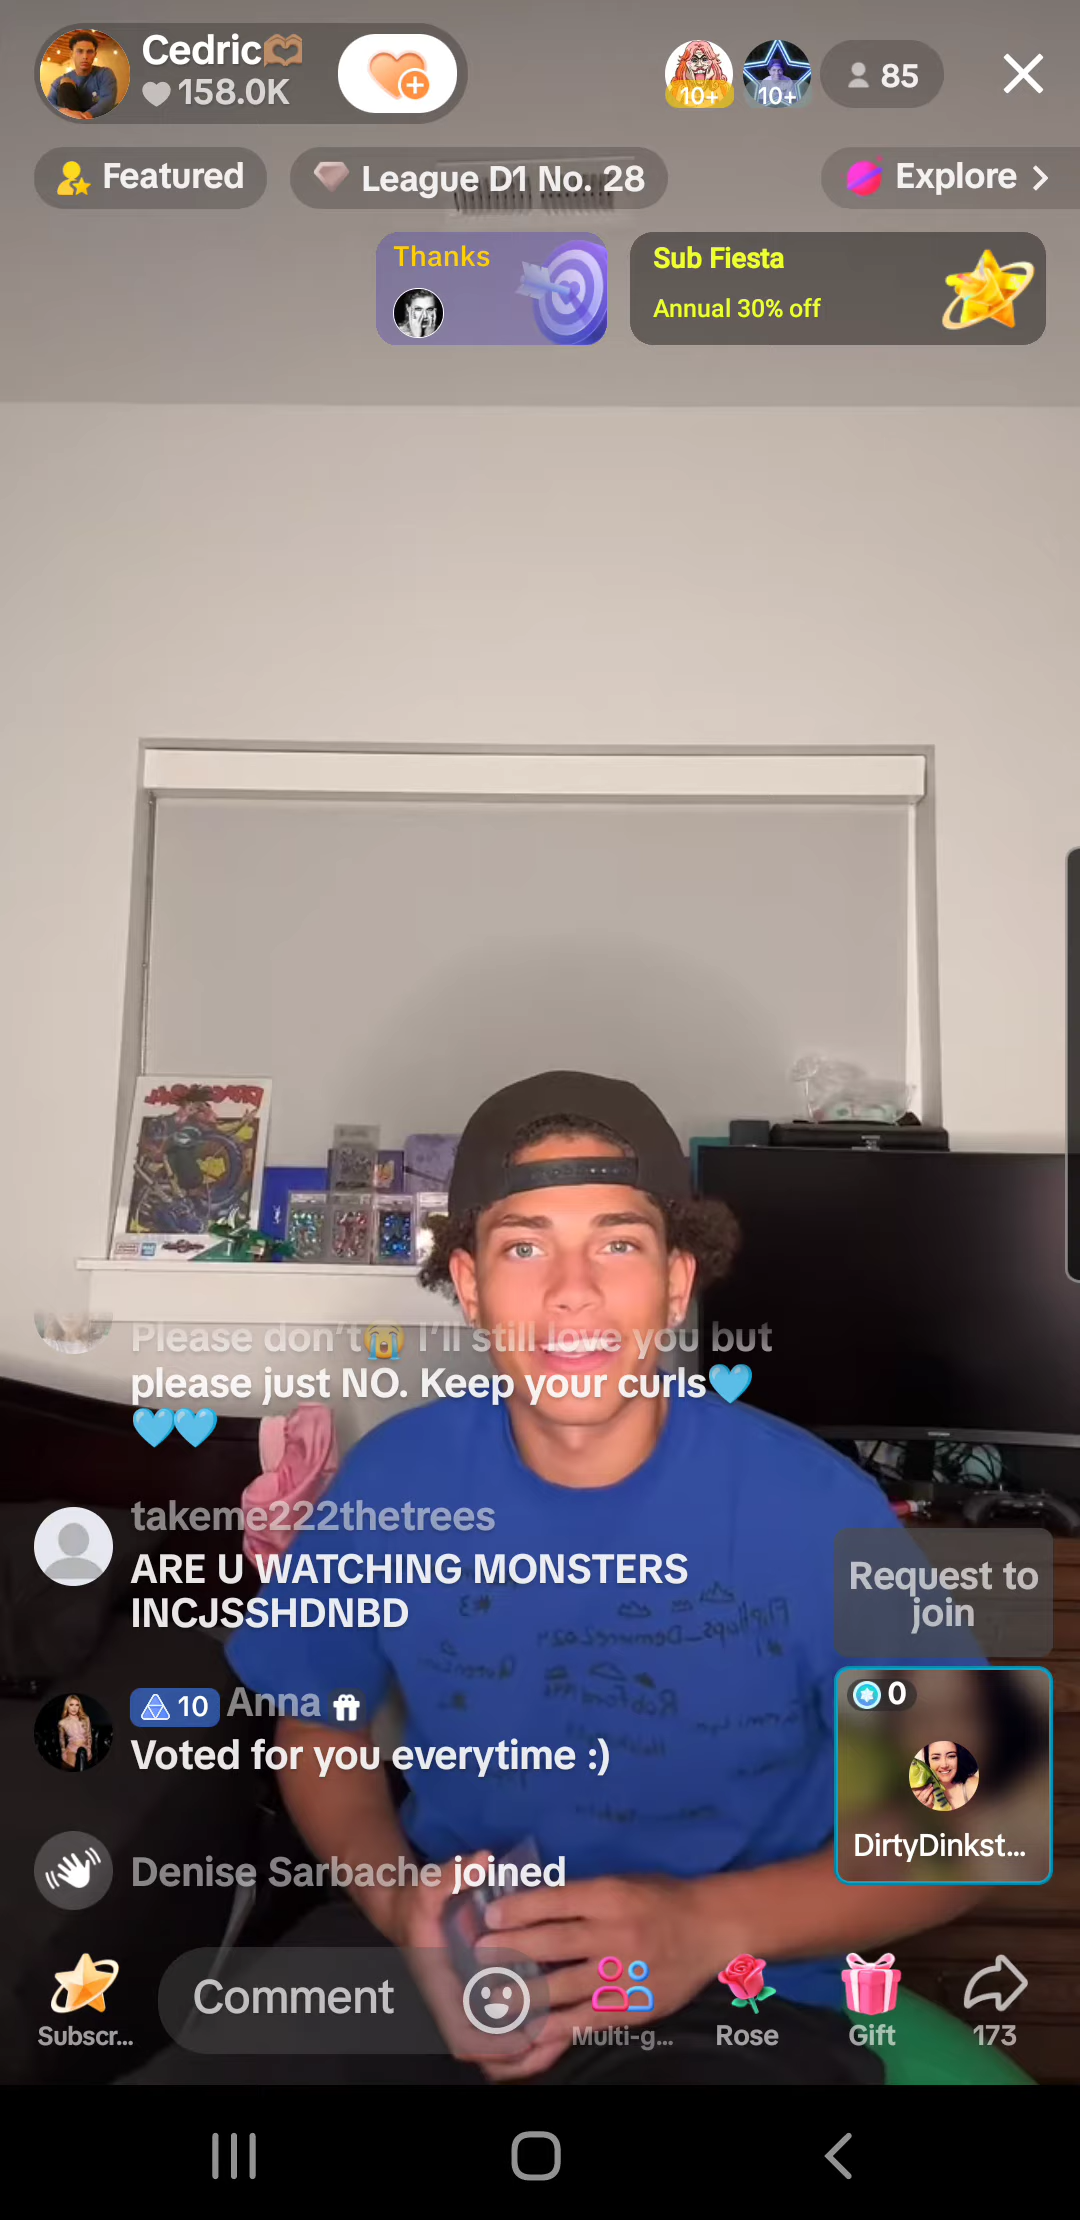 Cedric🫶🏽
158.0K
10+
10+
85
Featured
League D1 No. 28
Explore
Thanks
Sub Fiesta
Annual 30% off
Please don't😭 I'll still love you but
please just NO. Keep your curls🩵
🩵🩵
takeme222thetrees
ARE U WATCHING MONSTERS
INCJSSHDNBD
10 Anna
Voted for you everytime :)
Denise Sarbache joined
Request to
join
0
DirtyDinkst...
Subscr...
Comment
Multi-g...
Rose
Gift
173